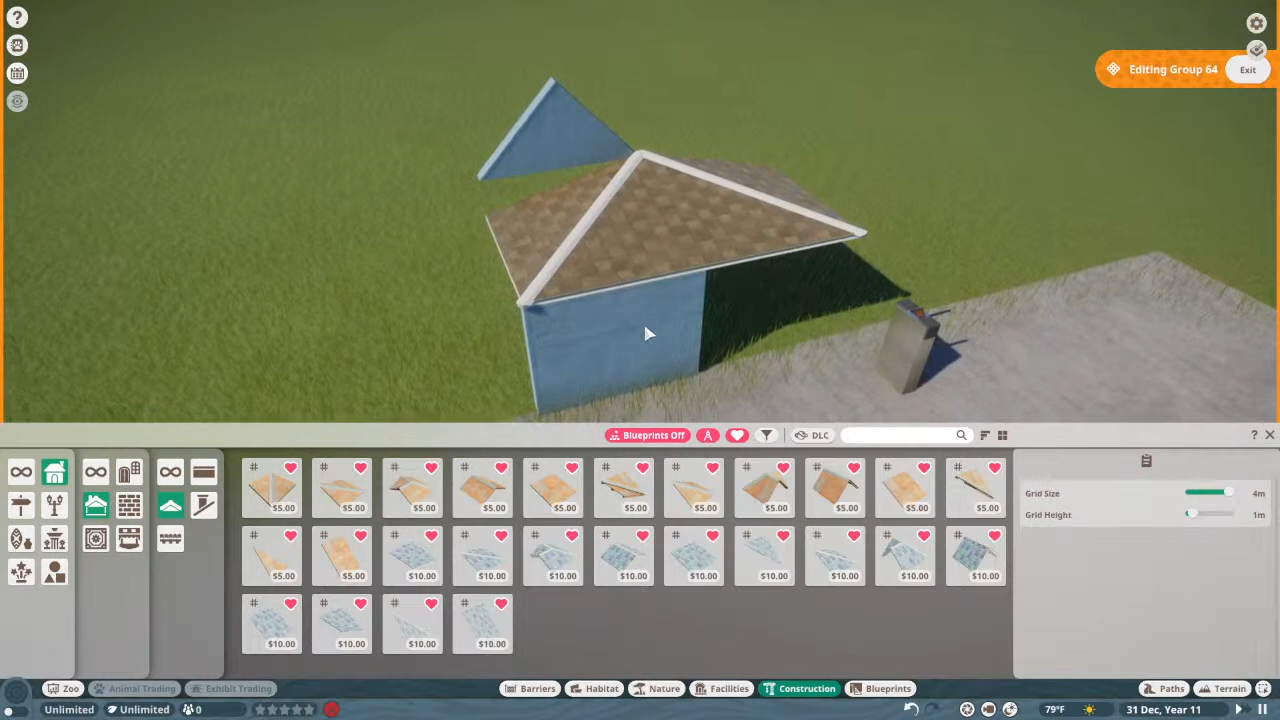 ?
Editing Group 64
Exit
Blueprints Off
DLC
?
$5.00 $5.00 $5.00 $5.00 $5.00 $5.00 $5.00 $5.00 $5.00 $5.00 $5.00
$5.00 $5.00 $10.00 $10.00 $10.00 $10.00 $10.00 $10.00 $10.00 $10.00 $10.00
$10.00 $10.00 $10.00 $10.00
Grid Size 4m
Grid Height 1m
Zoo Animal Trading Exhibit Trading Barriers Habitat Nature Facilities Construction Blueprints Paths Terrain
Unlimited Unlimited 0 79°F 31 Dec, Year 11